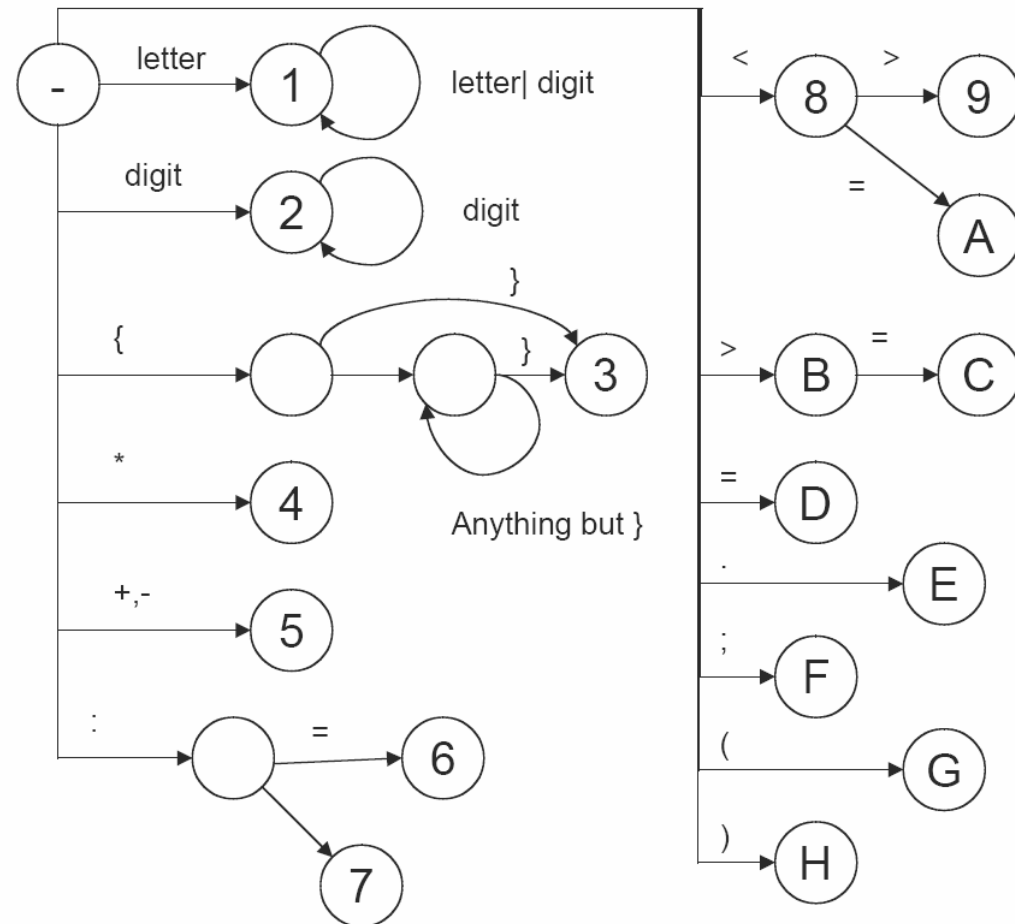 -
letter
1
letter| digit
digit
2
digit
{
}
}
3
Anything but }
*
4
+,-
5
:
=
6
7
<
8
>
9
=
A
>
B
=
C
=
D
.
E
;
F
(
G
)
H